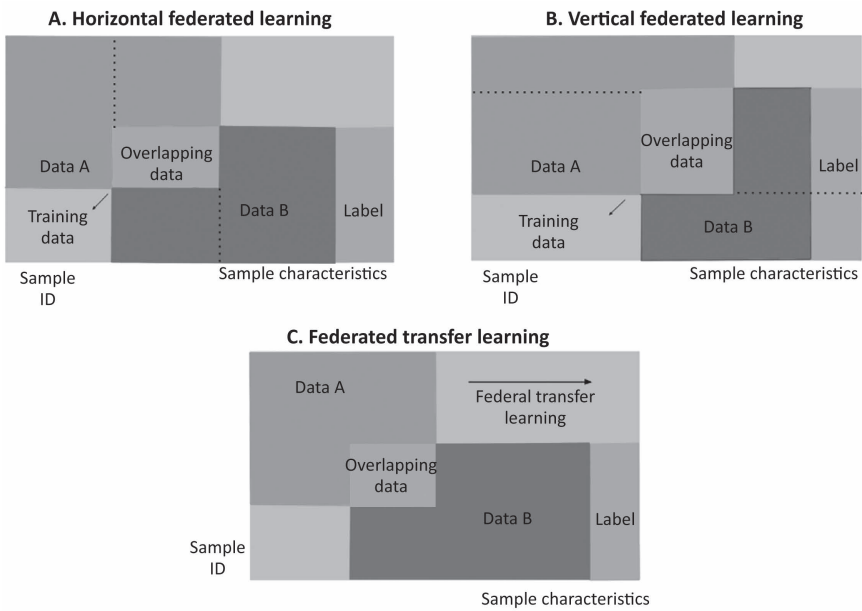 A. Horizontal federated learning
Data A
Overlapping
data
Training
data
Data B
Label
Sample
ID
Sample characteristics
B. Vertical federated learning
Data A
Overlapping
data
Label
Training
data
Data B
Sample
ID
Sample characteristics
C. Federated transfer learning
Data A
Federal transfer
learning
Overlapping
data
Data B
Label
Sample
ID
Sample characteristics